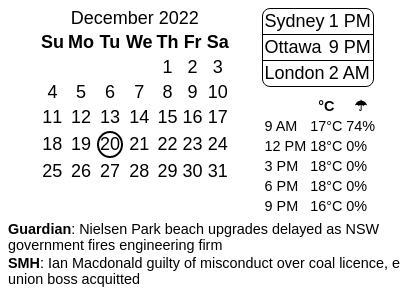 December 2022
Su Mo Tu We Th Fr Sa
1 2 3
4 5 6 7 8 9 10
11 12 13 14 15 16 17
18 19 20 21 22 23 24
25 26 27 28 29 30 31
Sydney 1 PM
Ottawa 9 PM
London 2 AM
°C ☂
9 AM 17°C 74%
12 PM 18°C 0%
3 PM 18°C 0%
6 PM 18°C 0%
9 PM 16°C 0%
Guardian: Nielsen Park beach upgrades delayed as NSW
government fires engineering firm
SMH: Ian Macdonald guilty of misconduct over coal licence, e
union boss acquitted